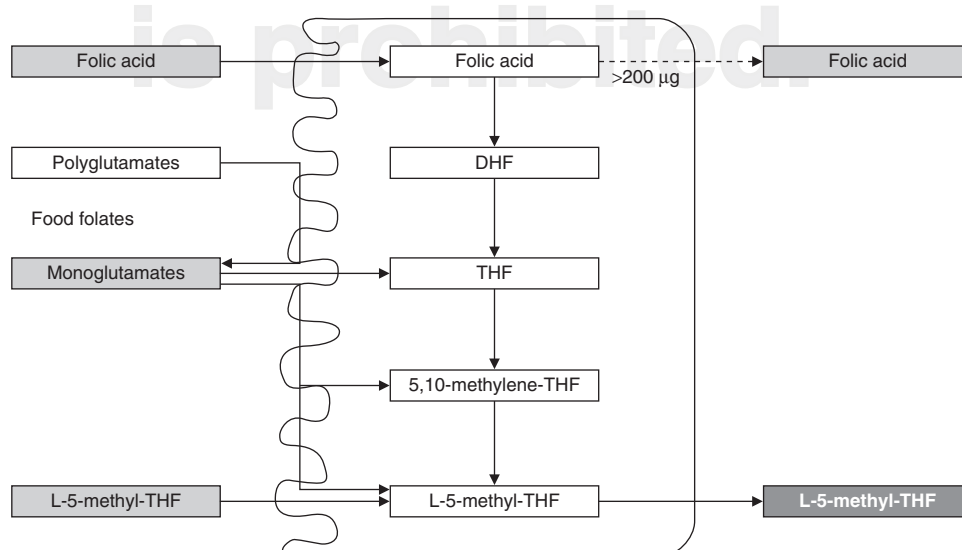 is prohibited.
Folic acid
Folic acid
Folic acid
>200 μg
Polyglutamates
DHF
Food folates
Monoglutamates
THF
5,10-methylene-THF
L-5-methyl-THF
L-5-methyl-THF
L-5-methyl-THF